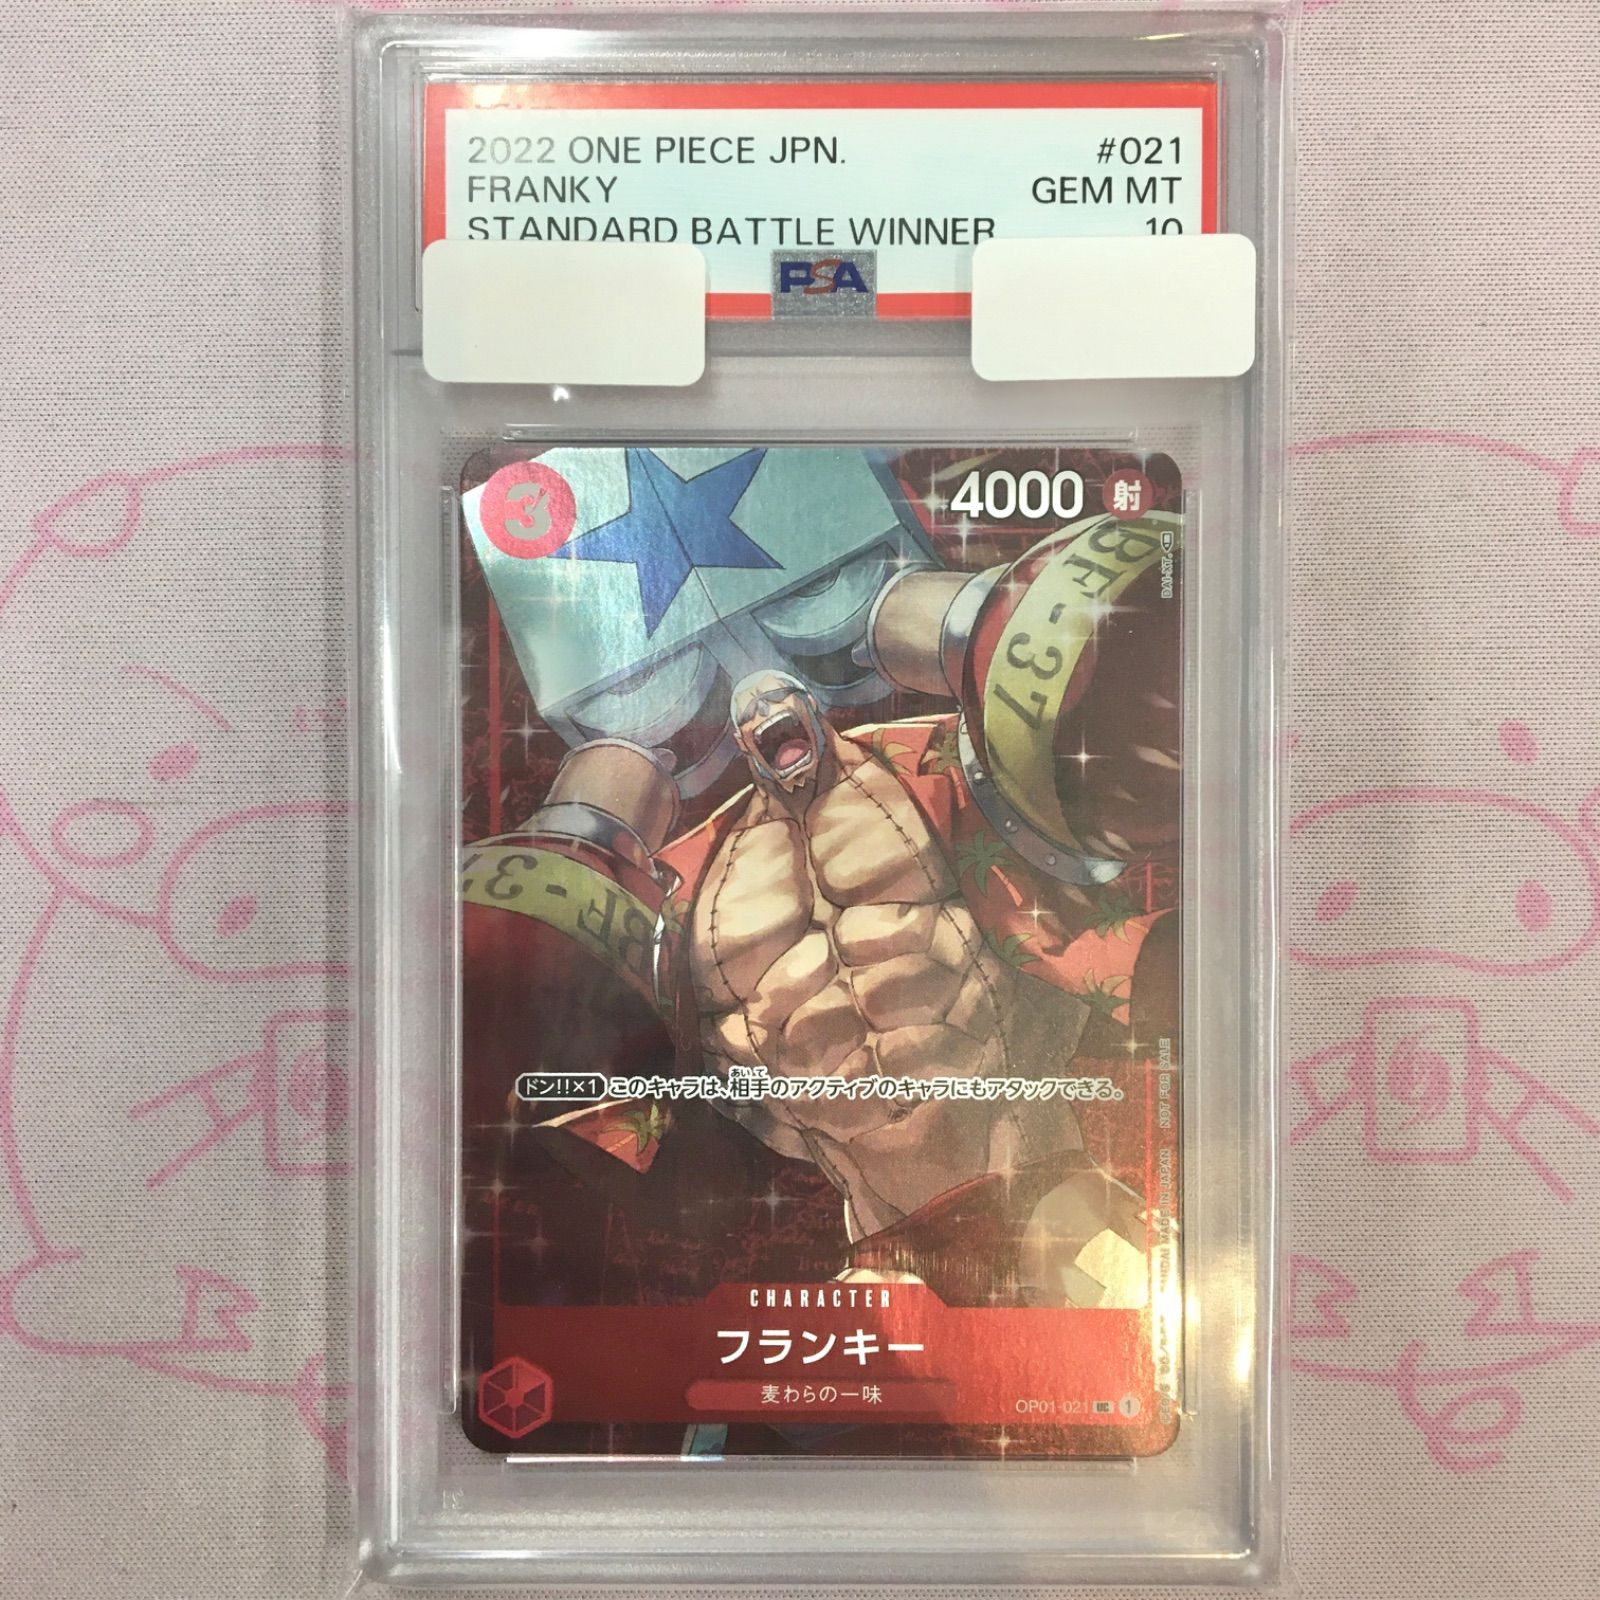 2022 ONE PIECE JPN. #021
FRANKY GEM MT
STANDARD BATTLE WINNER 10
PSA
3
4000 射
DAI-XT.
BF-37
BF-37
ドン!!×1 このキャラは、相手のアクティブのキャラにもアタックできる。
あいて
MADE IN JAPAN NOT FOR SALE
CHARACTER
フランキー
麦わらの一味
OP01-021 UC 1